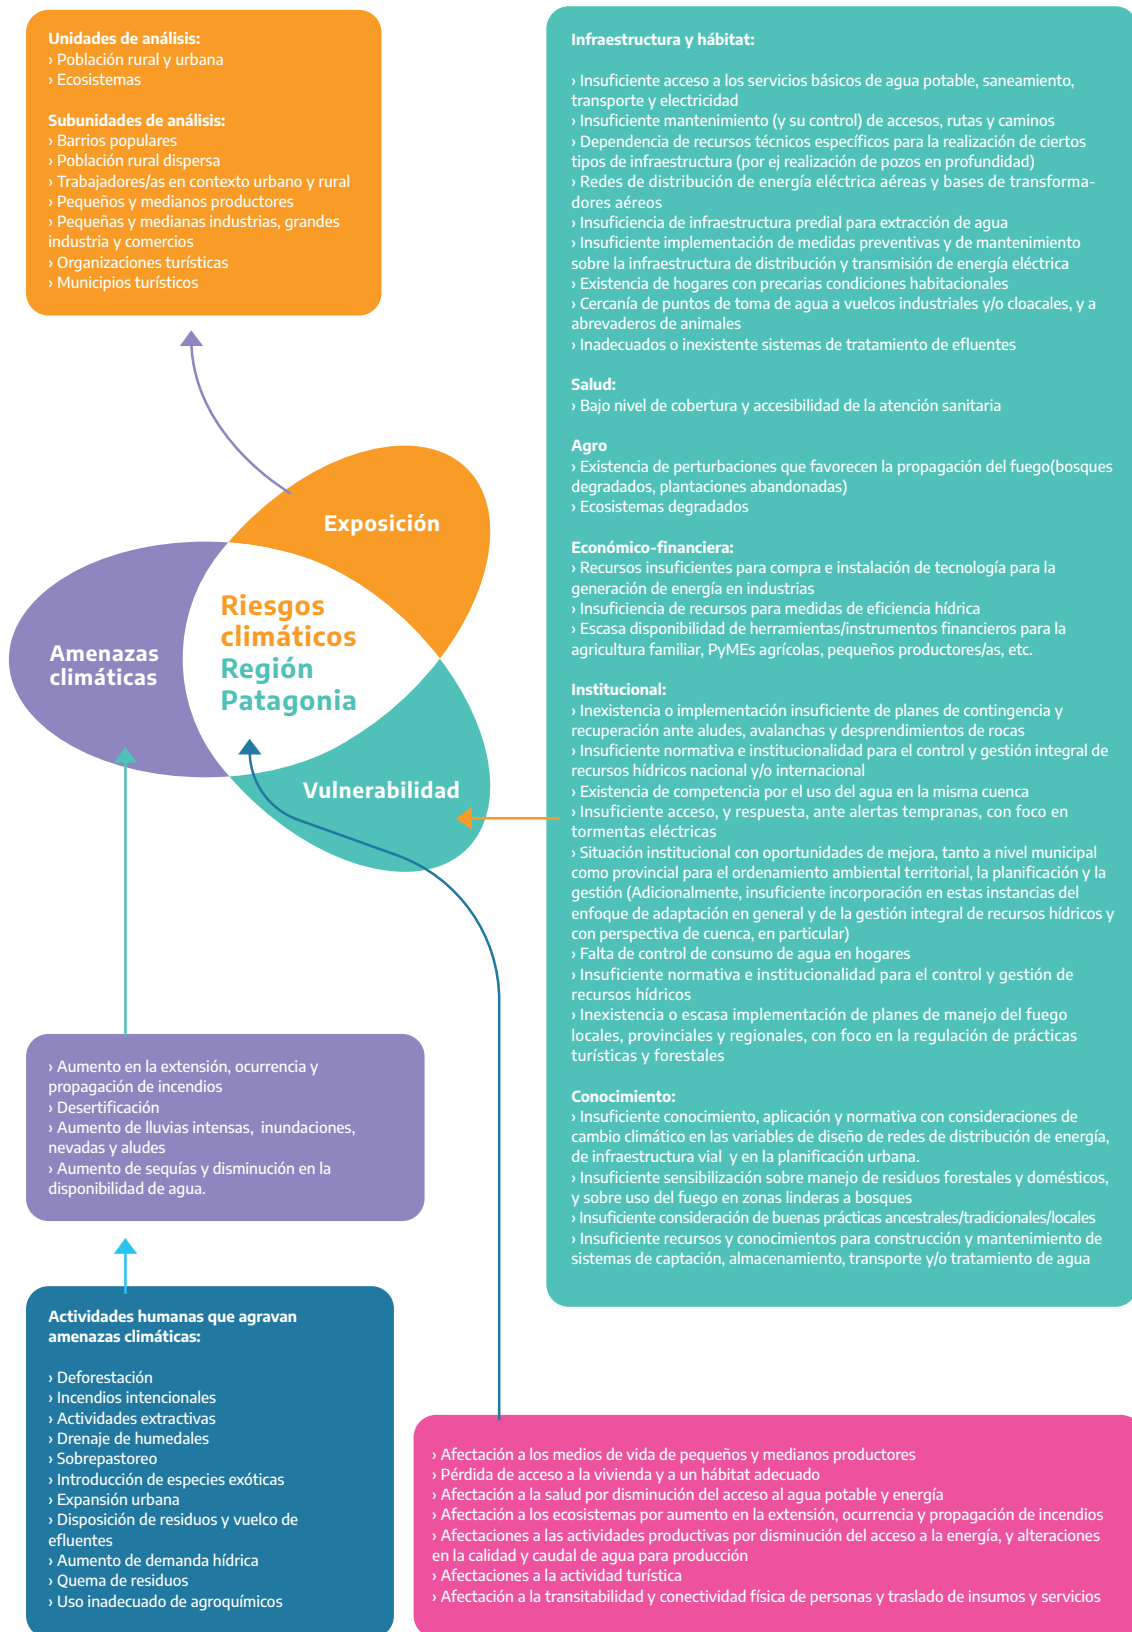 Unidades de análisis:
› Población rural y urbana
› Ecosistemas
Subunidades de análisis:
› Barrios populares
› Población rural dispersa
› Trabajadores/as en contexto urbano y rural
› Pequeños y medianos productores
› Pequeñas y medianas industrias, grandes
industria y comercios
› Organizaciones turísticas
› Municipios turísticos
Exposición
Amenazas
climáticas
Riesgos
climáticos
Región
Patagonia
Vulnerabilidad
› Aumento en la extensión, ocurrencia y
propagación de incendios
› Desertificación
› Aumento de lluvias intensas, inundaciones,
nevadas y aludes
› Aumento de sequías y disminución en la
disponibilidad de agua.
Actividades humanas que agravan
amenazas climáticas:
› Deforestación
› Incendios intencionales
› Actividades extractivas
› Drenaje de humedales
› Sobrepastoreo
› Introducción de especies exóticas
› Expansión urbana
› Disposición de residuos y vuelco de
efluentes
› Aumento de demanda hídrica
› Quema de residuos
› Uso inadecuado de agroquímicos
Infraestructura y hábitat:
› Insuficiente acceso a los servicios básicos de agua potable, saneamiento,
transporte y electricidad
› Insuficiente mantenimiento (y su control) de accesos, rutas y caminos
› Dependencia de recursos técnicos específicos para la realización de ciertos
tipos de infraestructura (por ej realización de pozos en profundidad)
› Redes de distribución de energía eléctrica aéreas y bases de transforma-
dores aéreos
› Insuficiencia de infraestructura predial para extracción de agua
› Insuficiente implementación de medidas preventivas y de mantenimiento
sobre la infraestructura de distribución y transmisión de energía eléctrica
› Existencia de hogares con precarias condiciones habitacionales
› Cercanía de puntos de toma de agua a vuelcos industriales y/o cloacales, y a
abrevaderos de animales
› Inadecuados o inexistente sistemas de tratamiento de efluentes
Salud:
› Bajo nivel de cobertura y accesibilidad de la atención sanitaria
Agro
› Existencia de perturbaciones que favorecen la propagación del fuego(bosques
degradados, plantaciones abandonadas)
› Ecosistemas degradados
Económico-financiera:
› Recursos insuficientes para compra e instalación de tecnología para la
generación de energía en industrias
› Insuficiencia de recursos para medidas de eficiencia hídrica
› Escasa disponibilidad de herramientas/instrumentos financieros para la
agricultura familiar, PyMEs agrícolas, pequeños productores/as, etc.
Institucional:
› Inexistencia o implementación insuficiente de planes de contingencia y
recuperación ante aludes, avalanchas y desprendimientos de rocas
› Insuficiente normativa e institucionalidad para el control y gestión integral de
recursos hídricos nacional y/o internacional
› Existencia de competencia por el uso del agua en la misma cuenca
› Insuficiente acceso, y respuesta, ante alertas tempranas, con foco en
tormentas eléctricas
› Situación institucional con oportunidades de mejora, tanto a nivel municipal
como provincial para el ordenamiento ambiental territorial, la planificación y la
gestión (Adicionalmente, insuficiente incorporación en estas instancias del
enfoque de adaptación en general y de la gestión integral de recursos hídricos y
con perspectiva de cuenca, en particular)
› Falta de control de consumo de agua en hogares
› Insuficiente normativa e institucionalidad para el control y gestión de
recursos hídricos
› Inexistencia o escasa implementación de planes de manejo del fuego
locales, provinciales y regionales, con foco en la regulación de prácticas
turísticas y forestales
Conocimiento:
› Insuficiente conocimiento, aplicación y normativa con consideraciones de
cambio climático en las variables de diseño de redes de distribución de energía,
de infraestructura vial y en la planificación urbana.
› Insuficiente sensibilización sobre manejo de residuos forestales y domésticos,
y sobre uso del fuego en zonas linderas a bosques
› Insuficiente consideración de buenas prácticas ancestrales/tradicionales/locales
› Insuficiente recursos y conocimientos para construcción y mantenimiento de
sistemas de captación, almacenamiento, transporte y/o tratamiento de agua
› Afectación a los medios de vida de pequeños y medianos productores
› Pérdida de acceso a la vivienda y a un hábitat adecuado
› Afectación a la salud por disminución del acceso al agua potable y energía
› Afectación a los ecosistemas por aumento en la extensión, ocurrencia y propagación de incendios
› Afectaciones a las actividades productivas por disminución del acceso a la energía, y alteraciones
en la calidad y caudal de agua para producción
› Afectaciones a la actividad turística
› Afectación a la transitabilidad y conectividad física de personas y traslado de insumos y servicios